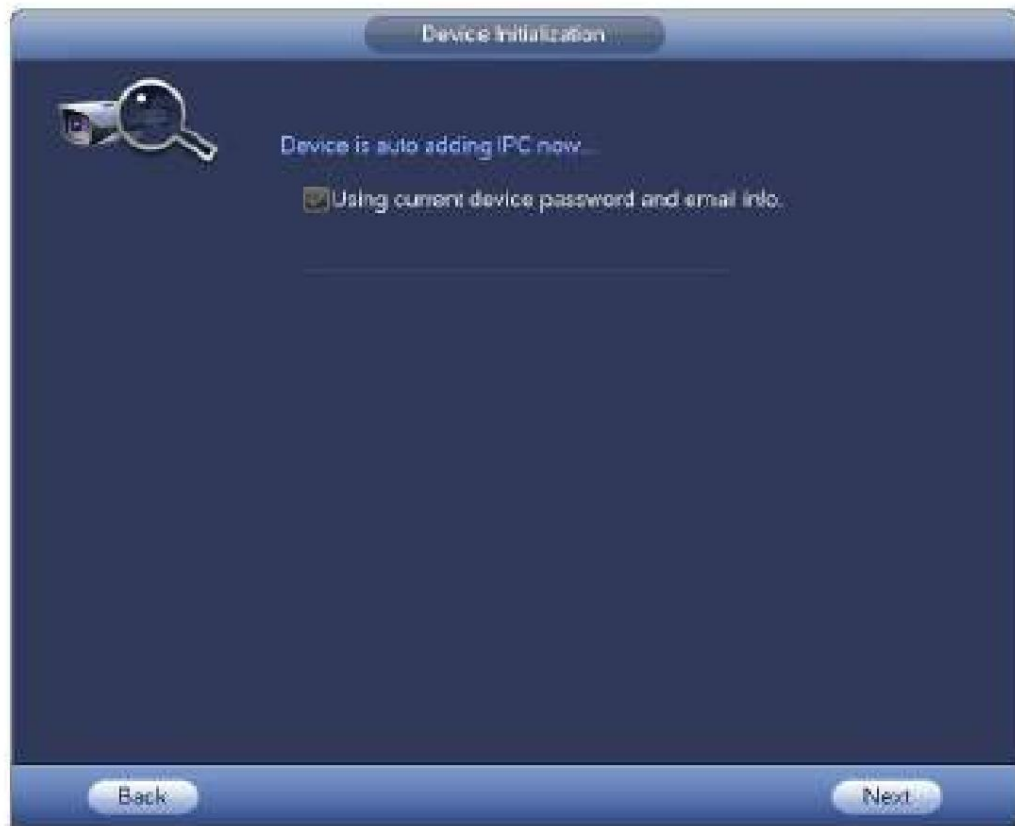 Device Initialization
Device is auto adding IPC now...
Using current device password and email info.
Back
Next